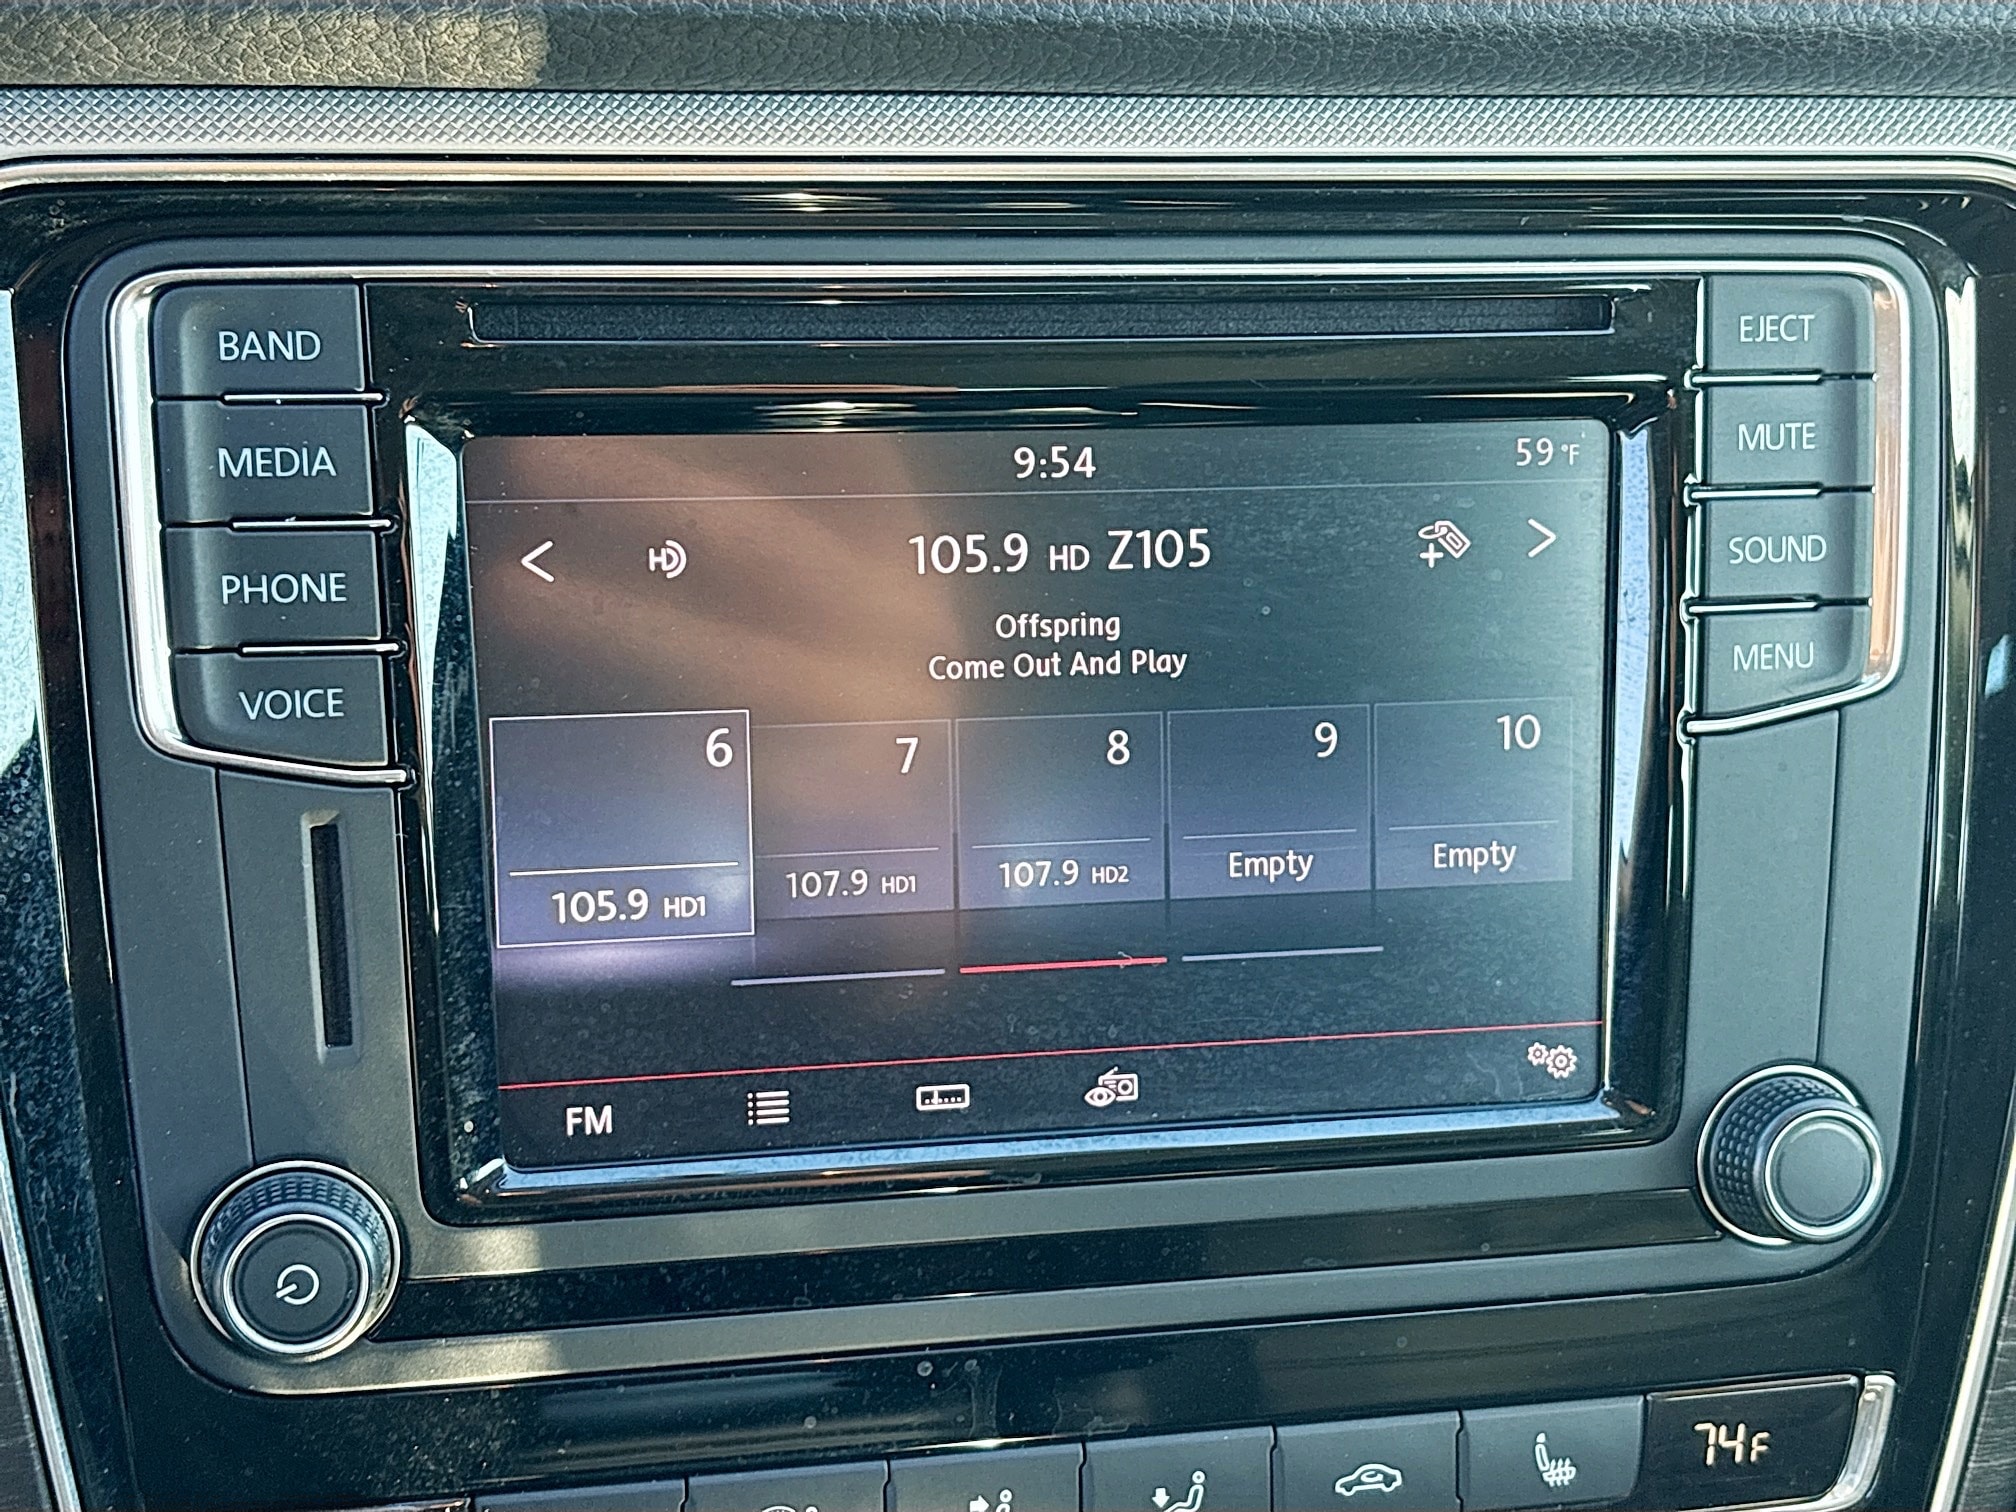 BAND
MEDIA
PHONE
VOICE
EJECT
MUTE
SOUND
MENU
9:54
59 °F
< HD 105.9 HD Z105 >
Offspring
Come Out And Play
6 7 8 9 10
105.9 HD1 107.9 HD1 107.9 HD2 Empty Empty
FM
74F